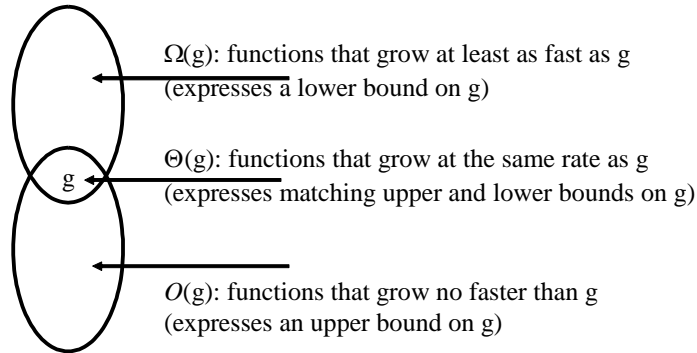 Ω(g): functions that grow at least as fast as g
(expresses a lower bound on g)
g
Θ(g): functions that grow at the same rate as g
(expresses matching upper and lower bounds on g)
O(g): functions that grow no faster than g
(expresses an upper bound on g)